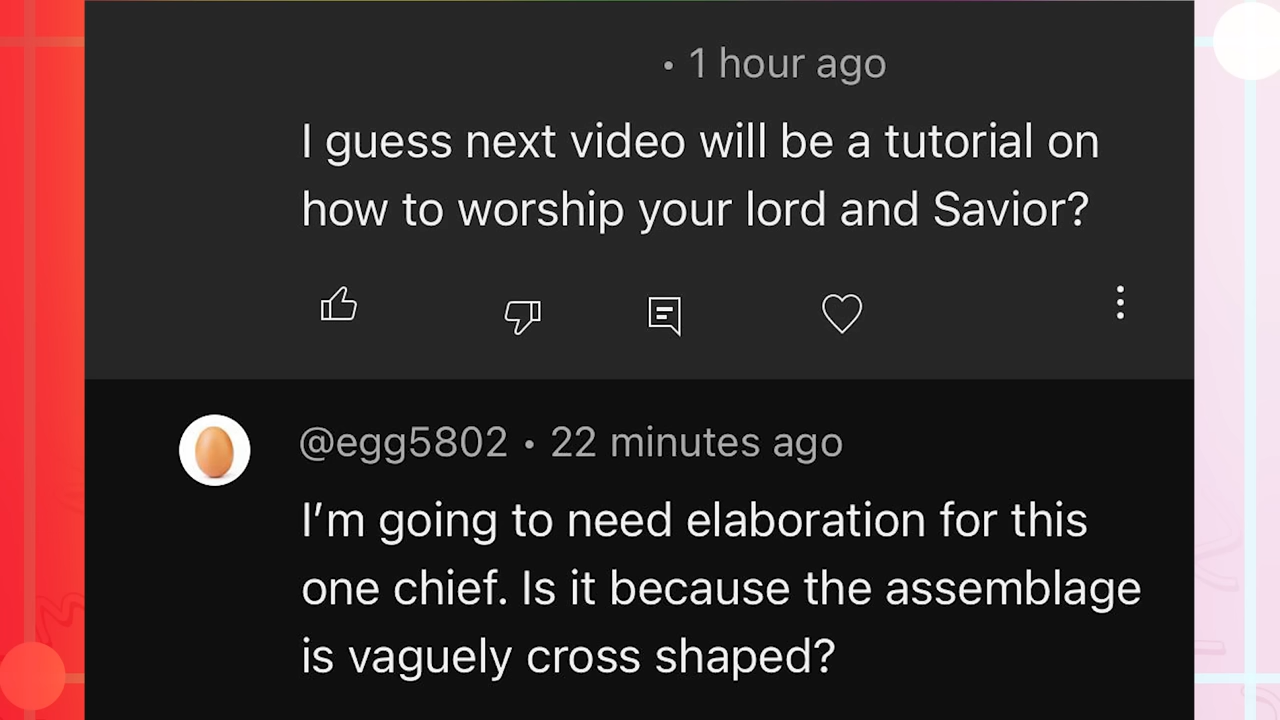 • 1 hour ago
I guess next video will be a tutorial on
how to worship your lord and Savior?
@egg5802 • 22 minutes ago
I’m going to need elaboration for this
one chief. Is it because the assemblage
is vaguely cross shaped?